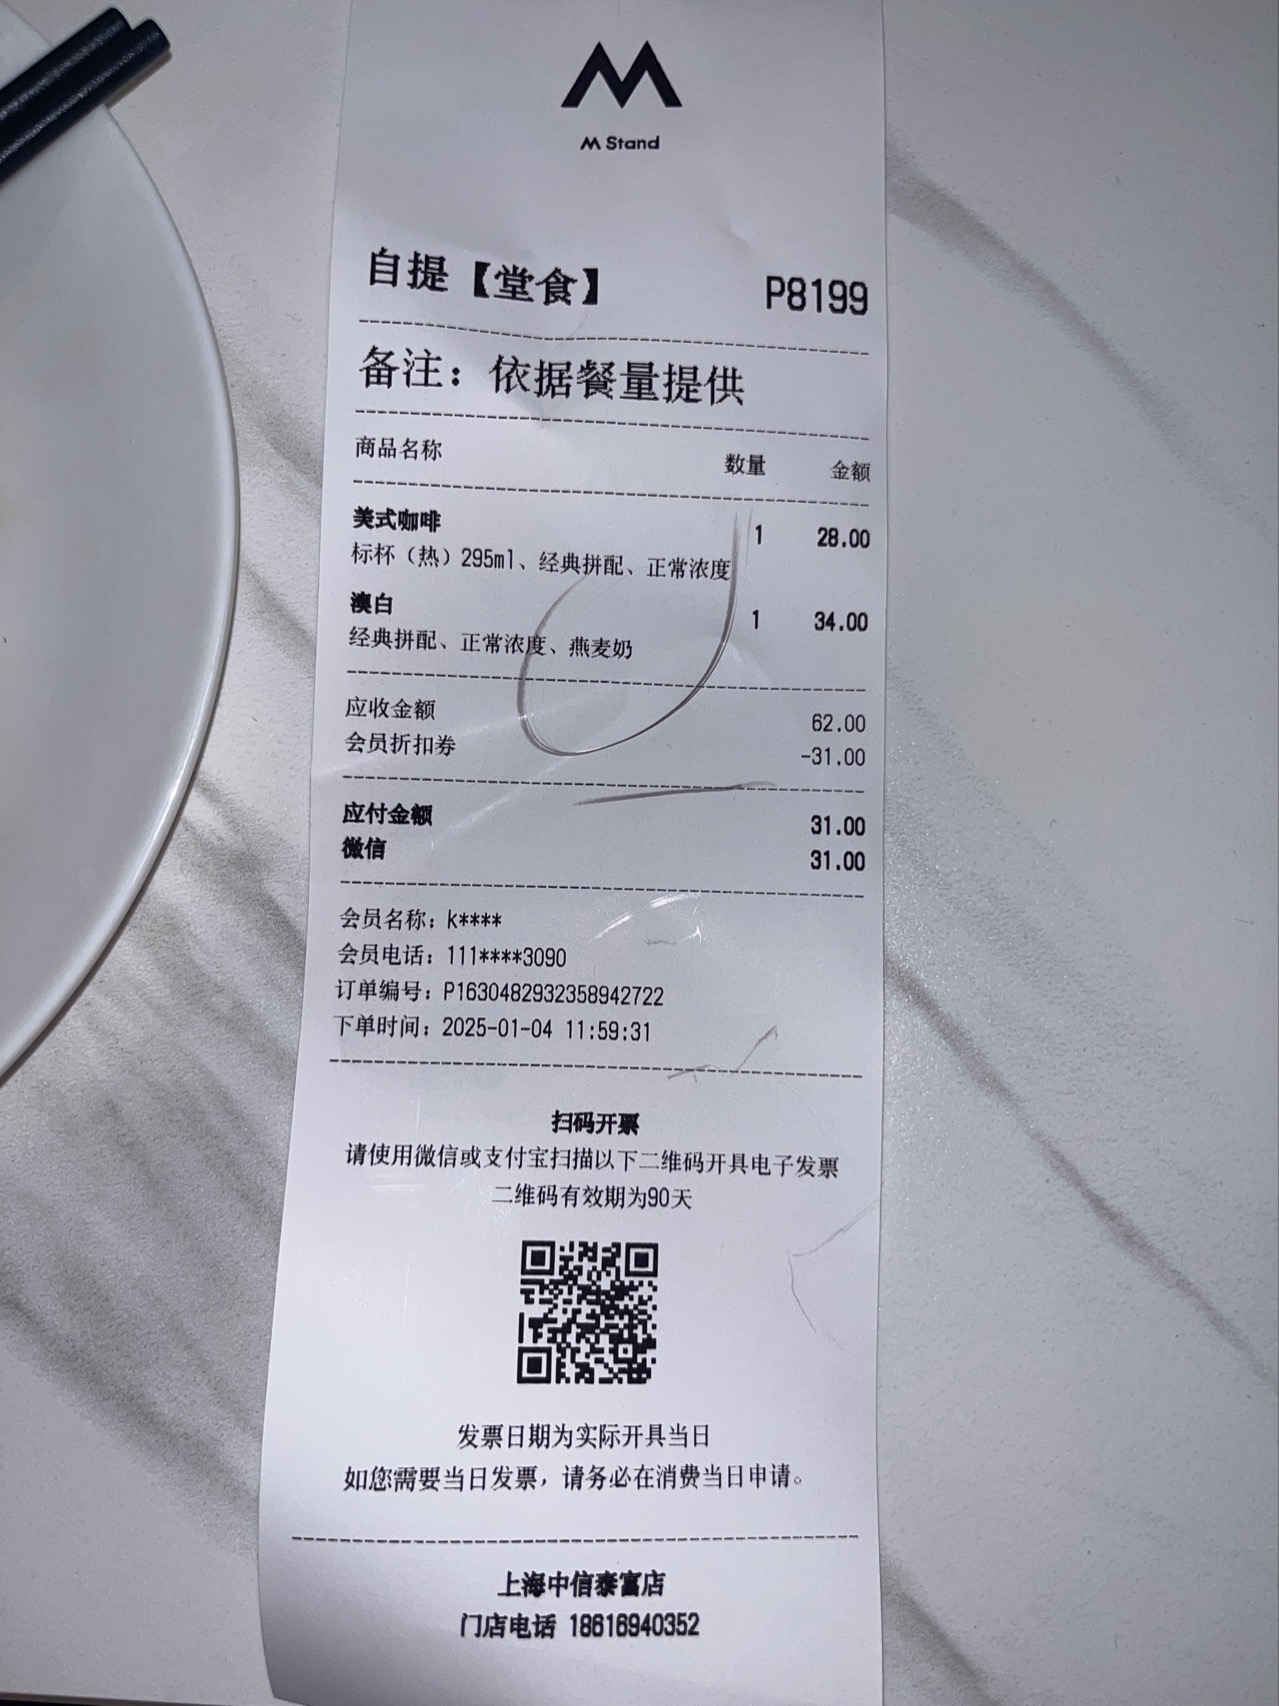 M Stand
自提【堂食】 P8199
备注：依据餐量提供
商品名称 数量 金额
美式咖啡 1 28.00
标杯（热）295ml、经典拼配、正常浓度
澳白 1 34.00
经典拼配、正常浓度、燕麦奶
应收金额 62.00
会员折扣券 -31.00
应付金额 31.00
微信 31.00
会员名称：k****
会员电话：111****3090
订单编号：P1630482932358942722
下单时间：2025-01-04 11:59:31
扫码开票
请使用微信或支付宝扫描以下二维码开具电子发票
二维码有效期为90天
发票日期为实际开具当日
如您需要当日发票，请务必在消费当日申请。
上海中信泰富店
门店电话 18616940352